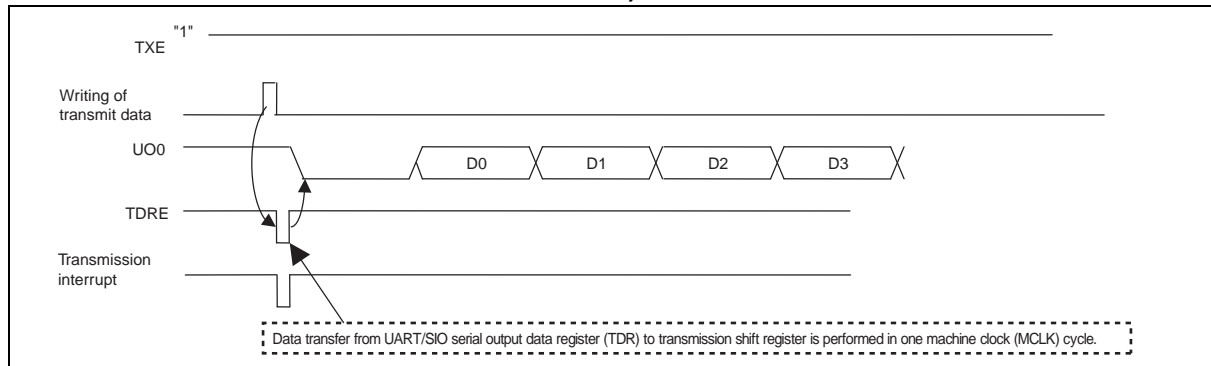 "1"
TXE
Writing of
transmit data
UO0
D0 D1 D2 D3
TDRE
Transmission
interrupt
Data transfer from UART/SIO serial output data register (TDR) to transmission shift register is performed in one machine clock (MCLK) cycle.